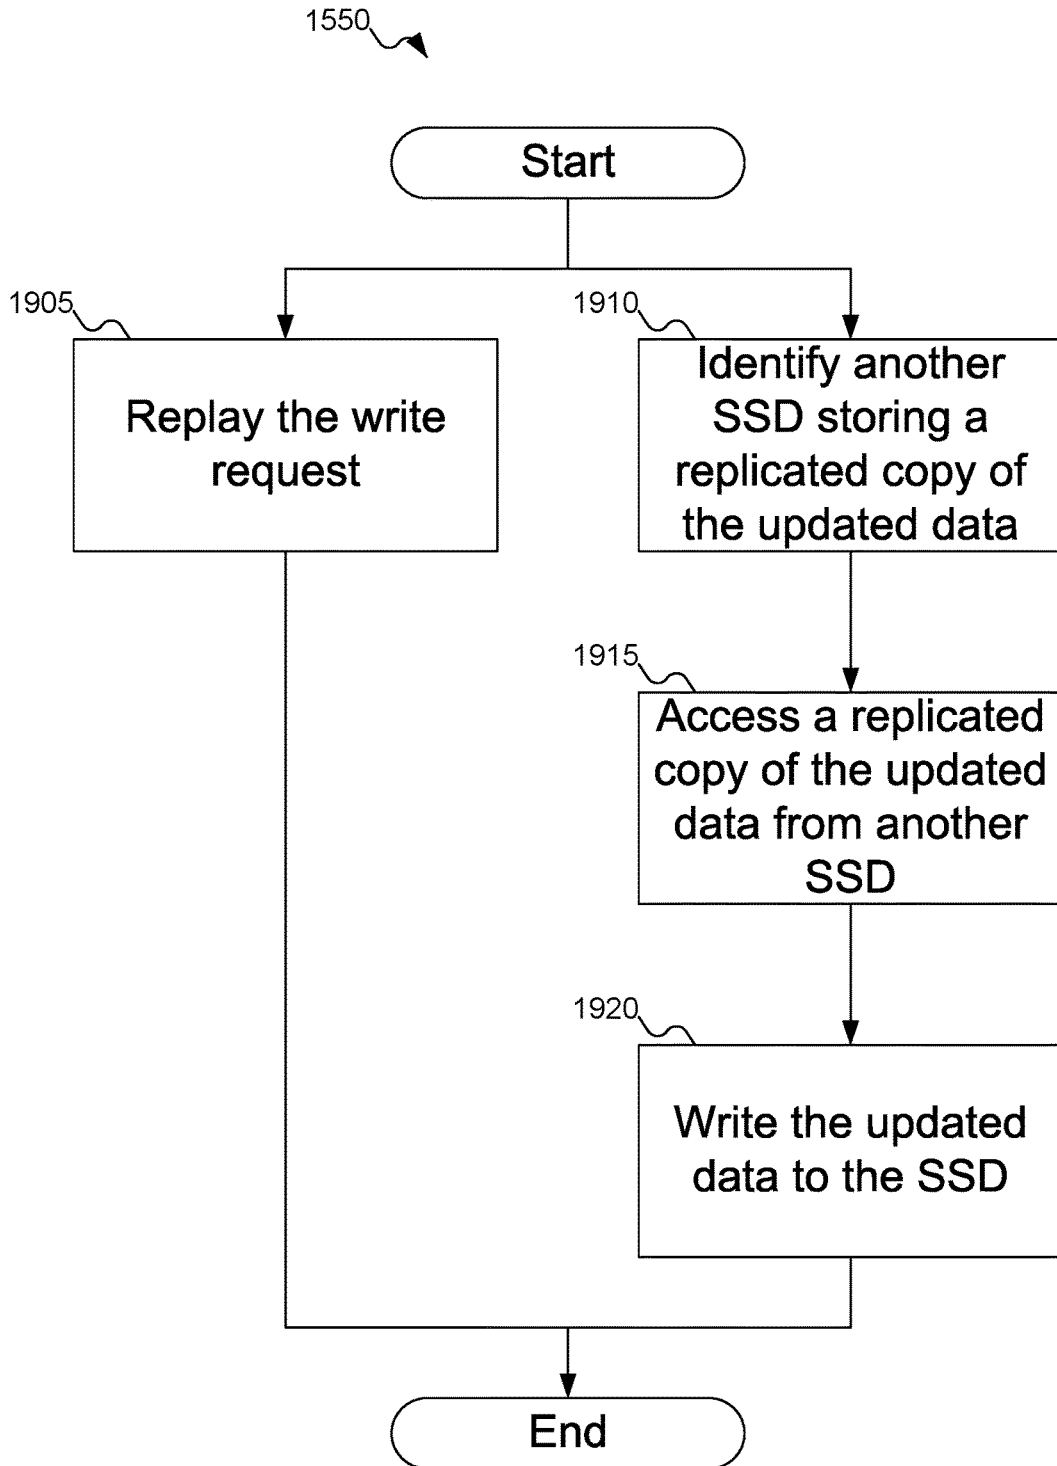 1550
Start
1905
Replay the write
request
1910
Identify another
SSD storing a
replicated copy of
the updated data
1915
Access a replicated
copy of the updated
data from another
SSD
1920
Write the updated
data to the SSD
End